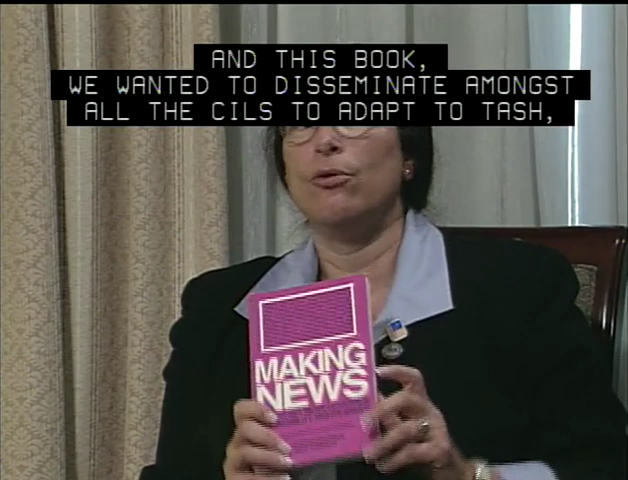 AND THIS BOOK,
WE WANTED TO DISSEMINATE AMONGST
ALL THE CILS TO ADAPT TO TASH,
MAKING
NEWS